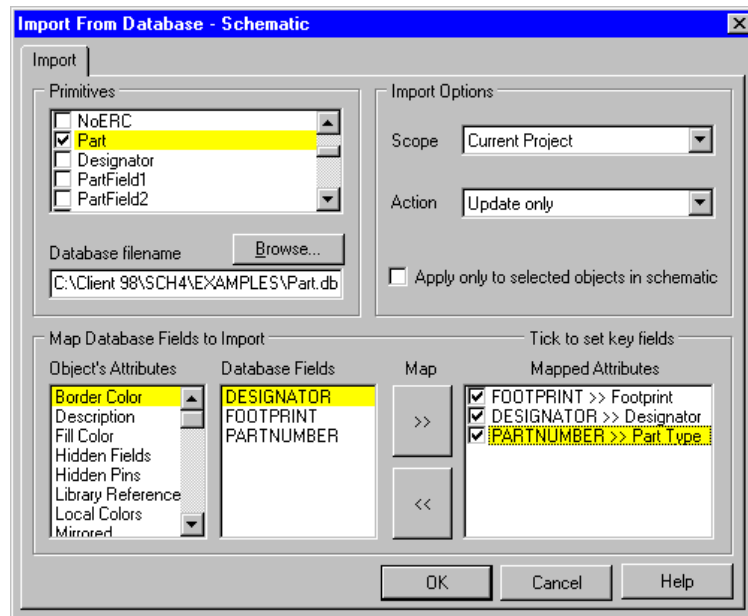 Import From Database - Schematic
Import
Primitives
NoERC
Part
Designator
PartField1
PartField2
Database filename
Browse...
C:\Client 98\SCH4\EXAMPLES\Part.db
Import Options
Scope
Current Project
Action
Update only
Apply only to selected objects in schematic
Map Database Fields to Import
Tick to set key fields
Object's Attributes
Border Color
Description
Fill Color
Hidden Fields
Hidden Pins
Library Reference
Local Colors
Mirrored
Database Fields
DESIGNATOR
FOOTPRINT
PARTNUMBER
Map
>>
<<
Mapped Attributes
FOOTPRINT >> Footprint
DESIGNATOR >> Designator
PARTNUMBER >> Part Type
OK
Cancel
Help